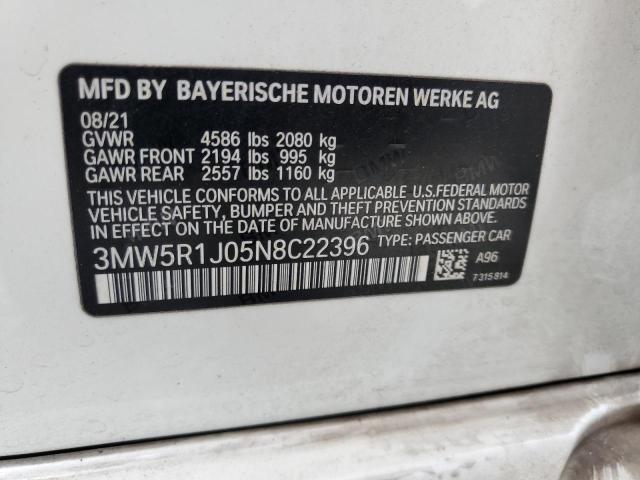 MFD BY BAYERISCHE MOTOREN WERKE AG
08/21
GVWR 4586 lbs 2080 kg
GAWR FRONT 2194 lbs 995 kg
GAWR REAR 2557 lbs 1160 kg
THIS VEHICLE CONFORMS TO ALL APPLICABLE U.S.FEDERAL MOTOR
VEHICLE SAFETY, BUMPER AND THEFT PREVENTION STANDARDS
IN EFFECT ON THE DATE OF MANUFACTURE SHOWN ABOVE.
3MW5R1J05N8C22396 TYPE: PASSENGER CAR
A96
7315814